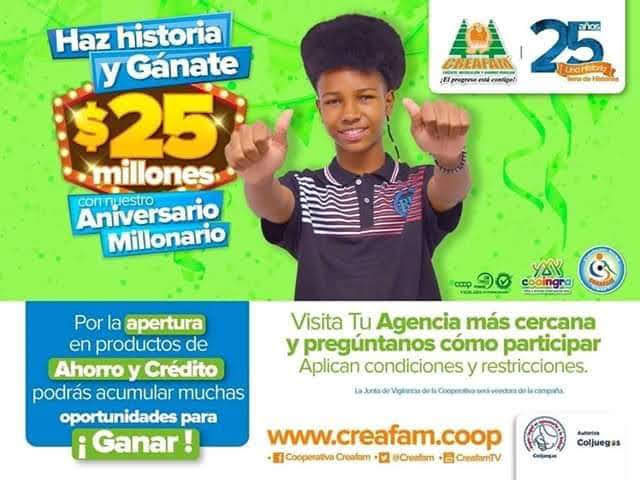 Haz historia
y Gánate
$25
millones
con nuestro
Aniversario
Millonario
CREAFAM
¡El progreso está contigo!
25 años
Una Historia
llena de Historias
cooingra
Por la apertura
en productos de
Ahorro y Crédito
podrás acumular muchas
oportunidades para
¡Ganar!
Visita Tu Agencia más cercana
y pregúntanos cómo participar
Aplican condiciones y restricciones.
La Junta de Vigilancia de la Cooperativa será veedora de la campaña.
www.creafam.coop
Cooperativa Creafam • @Creafam • CreafamTV
Coljuegos
Autoriza
Coljuegos